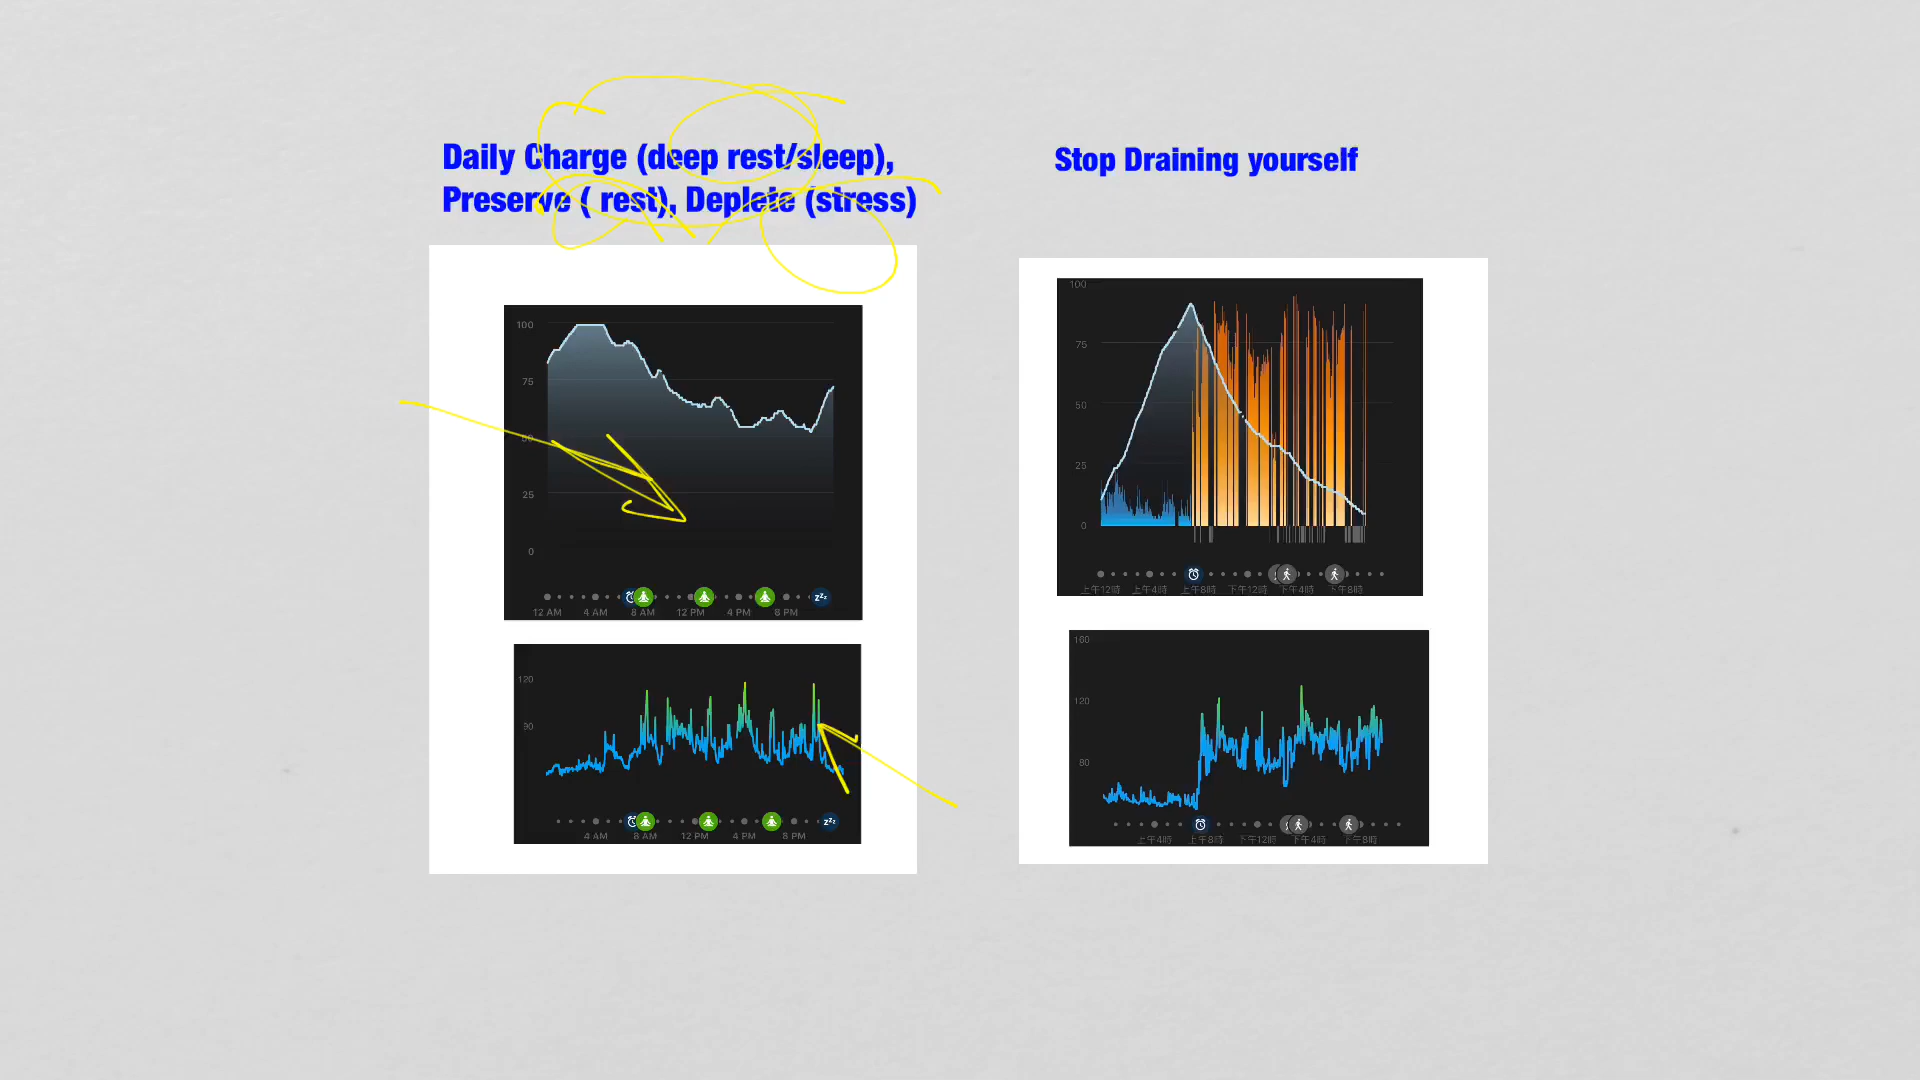 Daily Charge (deep rest/sleep),
Preserve ( rest), Deplete (stress)
Stop Draining yourself
100
75
50
25
0
12 AM 4 AM 8 AM 12 PM 4 PM 8 PM
120
90
4 AM 8 AM 12 PM 4 PM 8 PM
100
75
50
25
0
上午12時 上午4時 上午8時 下午12時 下午4時 下午8時
160
120
80
上午4時 上午8時 下午12時 下午4時 下午8時